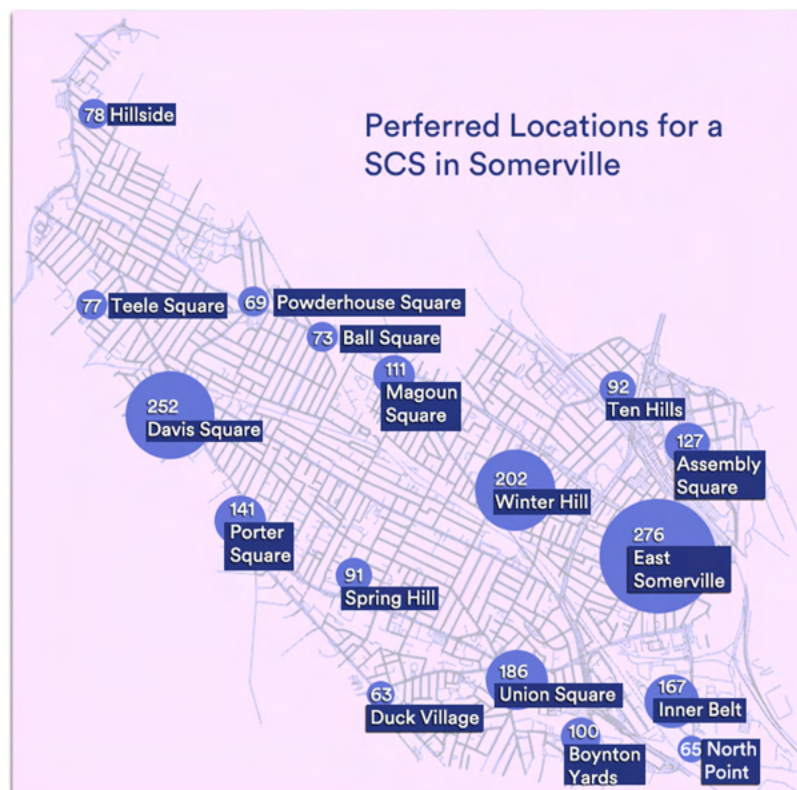 Perferred Locations for a
SCS in Somerville
78 Hillside
77 Teele Square
69 Powderhouse Square
73 Ball Square
111
Magoun
Square
92
Ten Hills
252
Davis Square
127
Assembly
Square
202
Winter Hill
141
Porter
Square
276
East
Somerville
91
Spring Hill
186
Union Square
167
Inner Belt
63
Duck Village
100
Boynton
Yards
65 North
Point